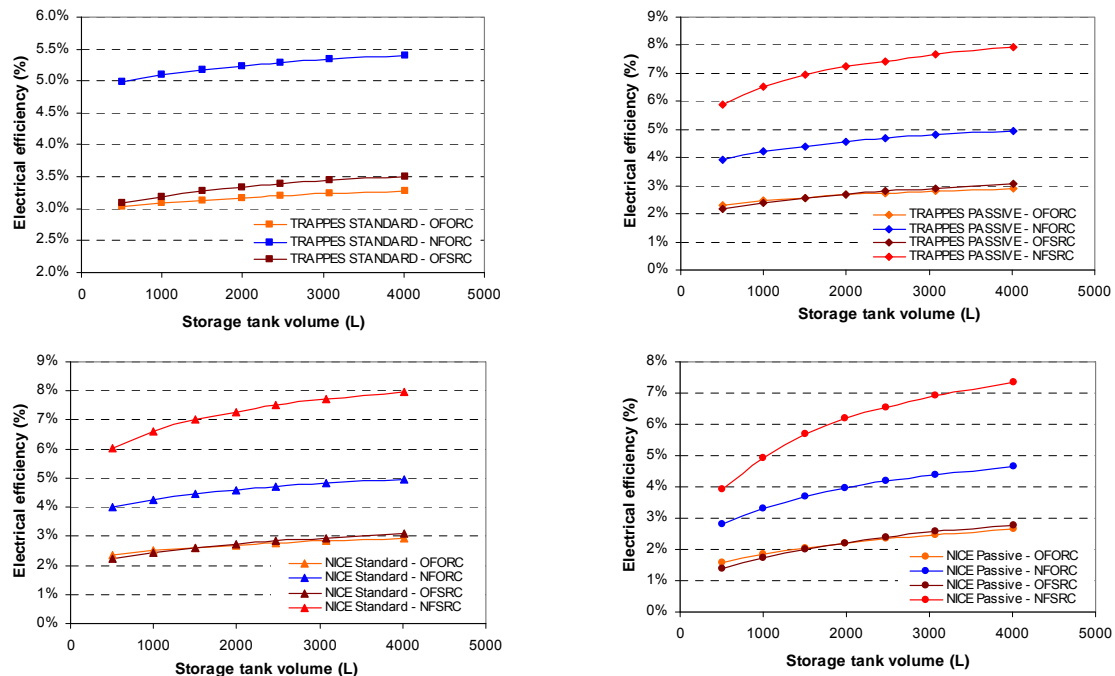 6.0%
5.5%
5.0%
4.5%
4.0%
3.5%
3.0%
2.5%
2.0%
Electrical efficiency (%)
TRAPPES STANDARD - OFORC
TRAPPES STANDARD - NFORC
TRAPPES STANDARD - OFSRC
0 1000 2000 3000 4000 5000
Storage tank volume (L)
9%
8%
7%
6%
5%
4%
3%
2%
1%
0%
Electrical efficiency (%)
TRAPPES PASSIVE - OFORC
TRAPPES PASSIVE - NFORC
TRAPPES PASSIVE - OFSRC
TRAPPES PASSIVE - NFSRC
0 1000 2000 3000 4000 5000
Storage tank volume (L)
9%
8%
7%
6%
5%
4%
3%
2%
1%
0%
Electrical efficiency (%)
NICE Standard - OFORC
NICE Standard - NFORC
NICE Standard - OFSRC
NICE Standard - NFSRC
0 1000 2000 3000 4000 5000
Storage tank volume (L)
8%
7%
6%
5%
4%
3%
2%
1%
0%
Electrical efficiency (%)
NICE Passive - OFORC
NICE Passive - NFORC
NICE Passive - OFSRC
NICE Passive - NFSRC
0 1000 2000 3000 4000 5000
Storage tank volume (L)